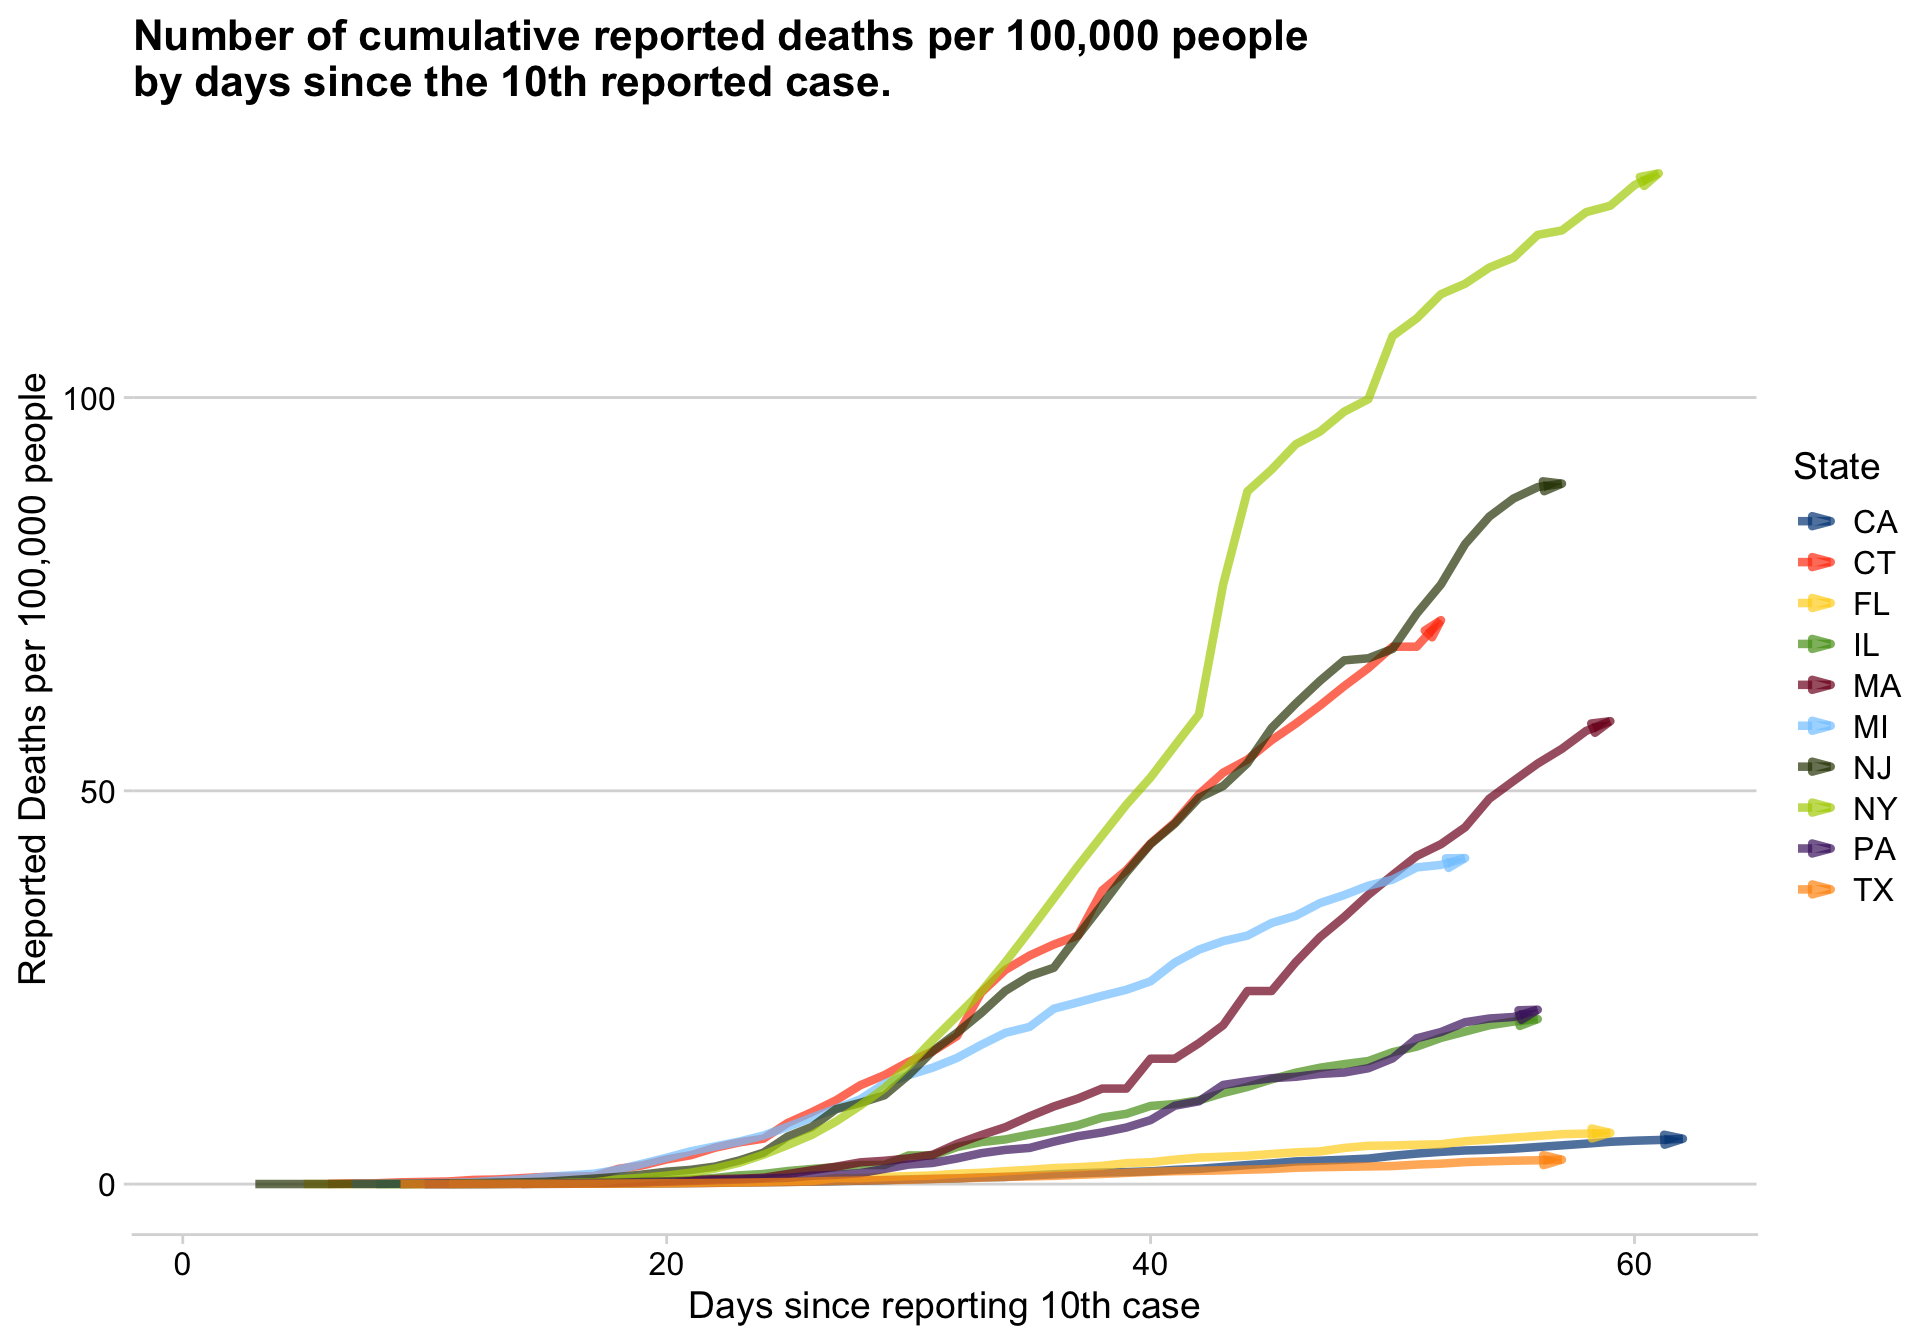 Number of cumulative reported deaths per 100,000 people
by days since the 10th reported case.
Reported Deaths per 100,000 people
100
50
0
0
20
40
60
Days since reporting 10th case
State
CA
CT
FL
IL
MA
MI
NJ
NY
PA
TX